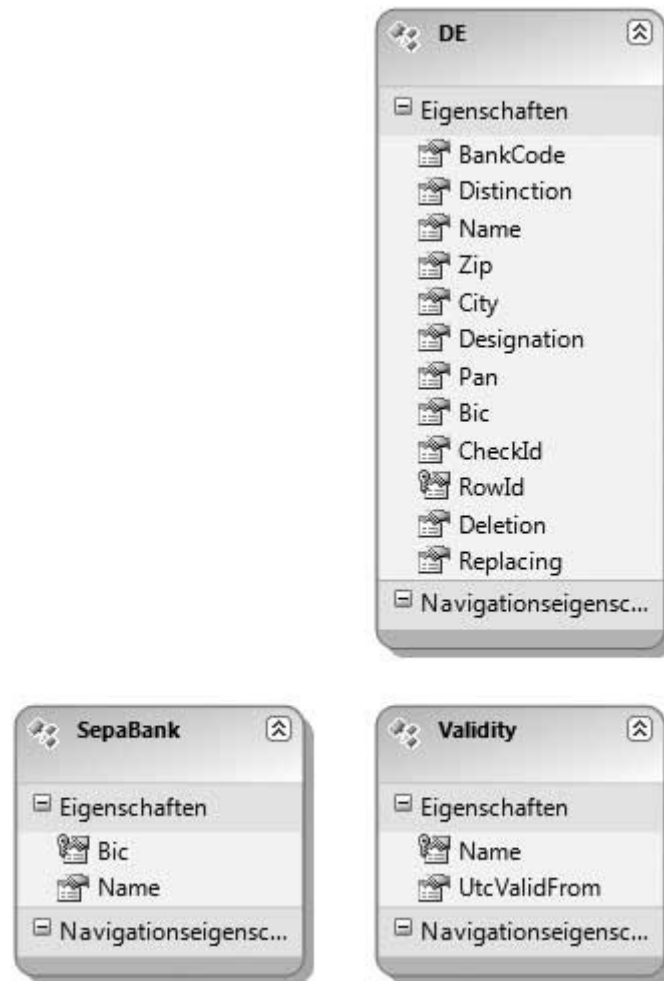 DE
Eigenschaften
BankCode
Distinction
Name
Zip
City
Designation
Pan
Bic
CheckId
RowId
Deletion
Replacing
Navigationseigensc...
SepaBank
Eigenschaften
Bic
Name
Navigationseigensc...
Validity
Eigenschaften
Name
UtcValidFrom
Navigationseigensc...